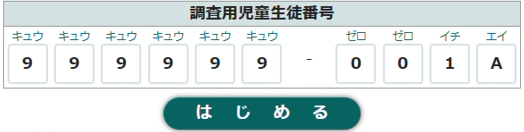 調査用児童生徒番号
キュウ キュウ キュウ キュウ キュウ キュウ ゼロ ゼロ イチ エイ
9 9 9 9 9 9 - 0 0 1 A
はじめる